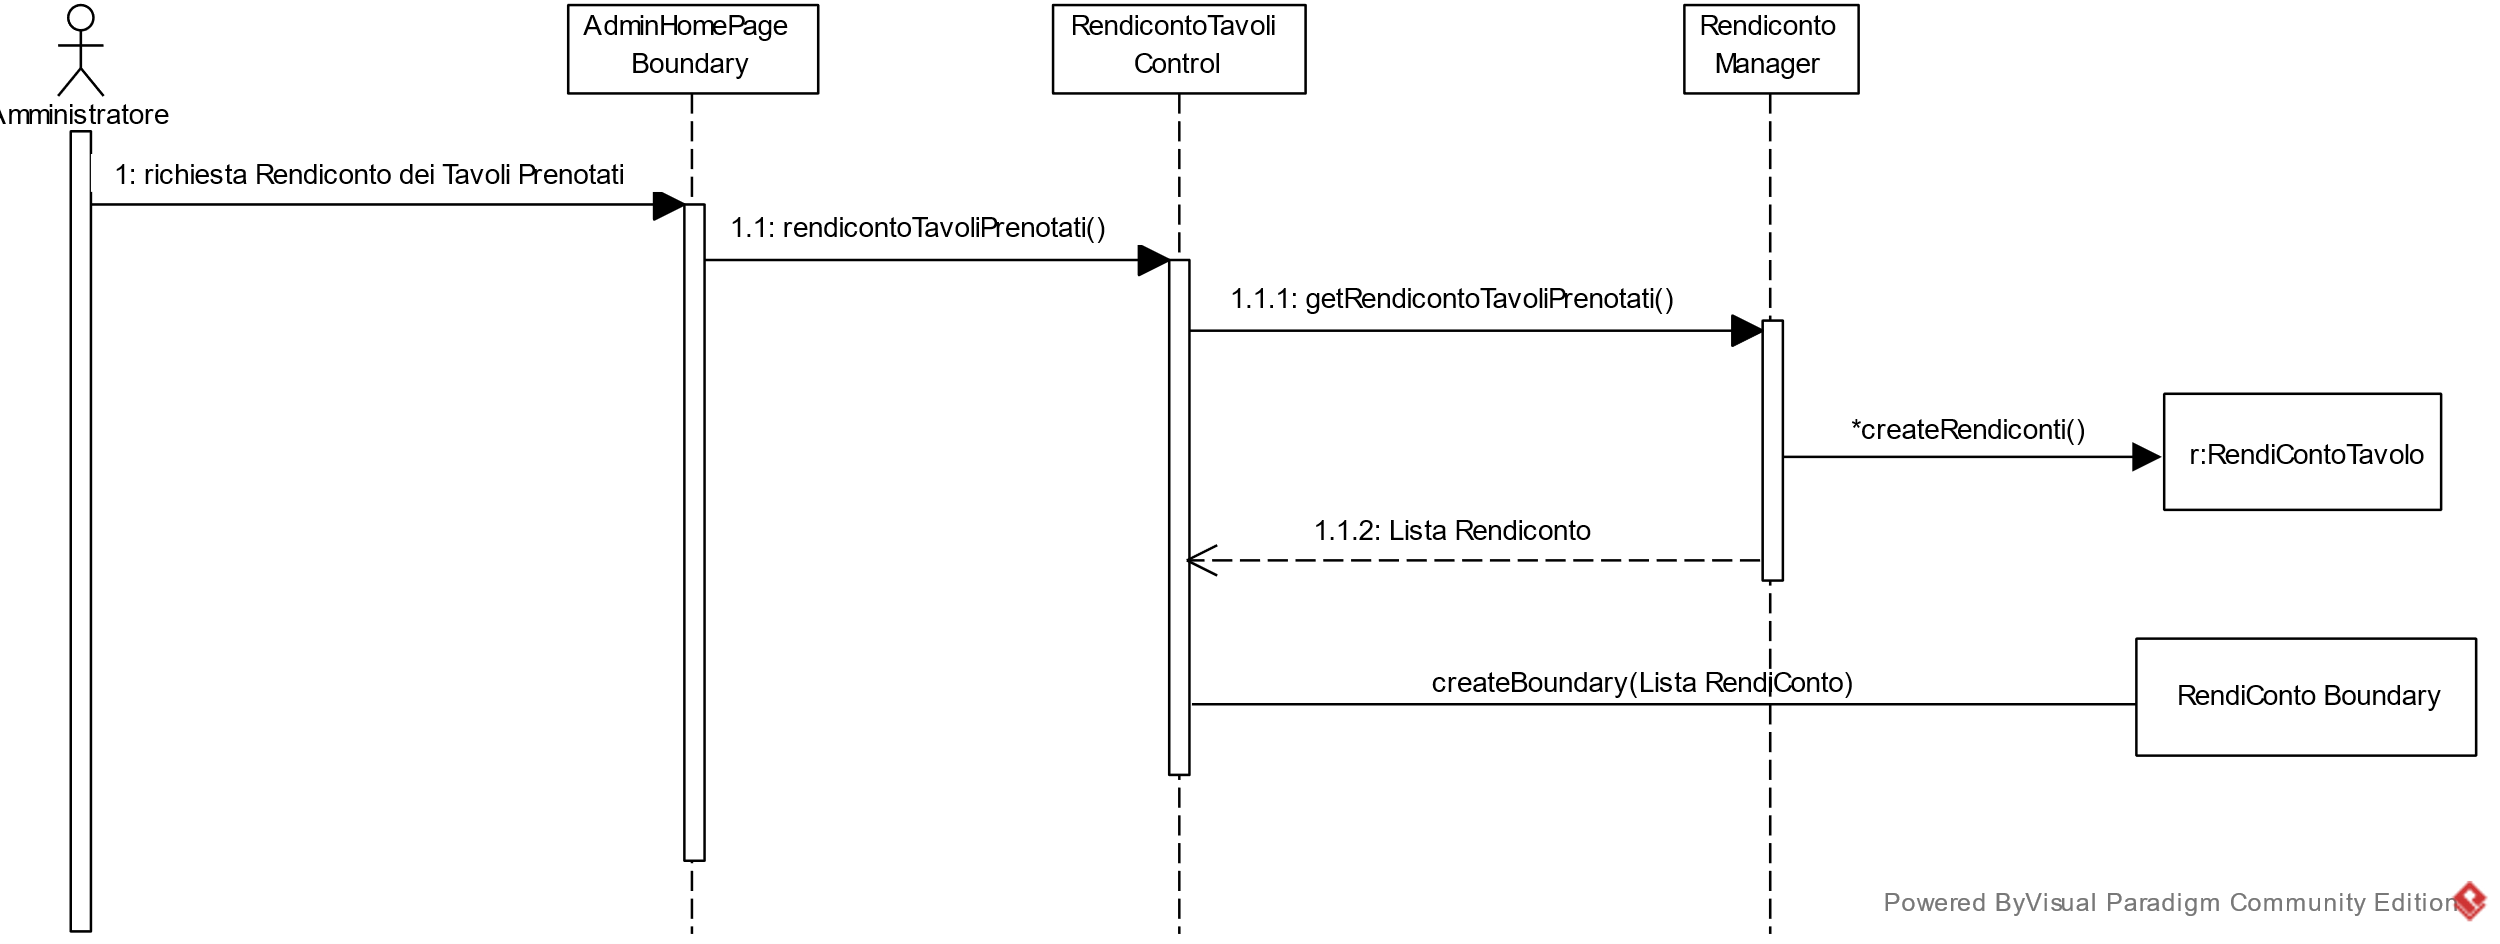 AdminHomePage
Boundary
RendicontoTavoli
Control
Rendiconto
Manager
Amministratore
1: richiesta Rendiconto dei Tavoli Prenotati
1.1: rendicontoTavoliPrenotati()
1.1.1: getRendicontoTavoliPrenotati()
*createRendiconti()
r:RendiContoTavolo
1.1.2: Lista Rendiconto
createBoundary(Lista RendiConto)
RendiConto Boundary
Powered ByVisual Paradigm Community Edition